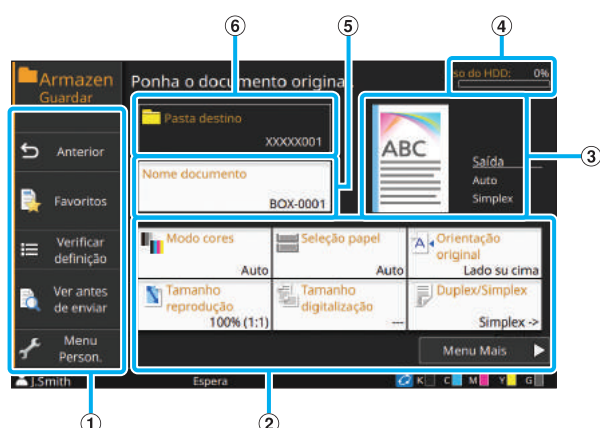 6
5
4
Armazen
Guardar
Ponha o documento original.
so do HDD: 0%
Pasta destino
XXXXX001
3
ABC
Saída
Auto
Simplex
Nome documento
BOX-0001
Anterior
Favoritos
Verificar
definição
Ver antes
de enviar
Menu
Person.
Modo cores
Auto
Seleção papel
Auto
Orientação
original
Lado su cima
Tamanho
reprodução
100% (1:1)
Tamanho
digitalização
---
Duplex/Simplex
Simplex ->
Menu Mais
J.Smith
Espera
K C M Y G
1
2